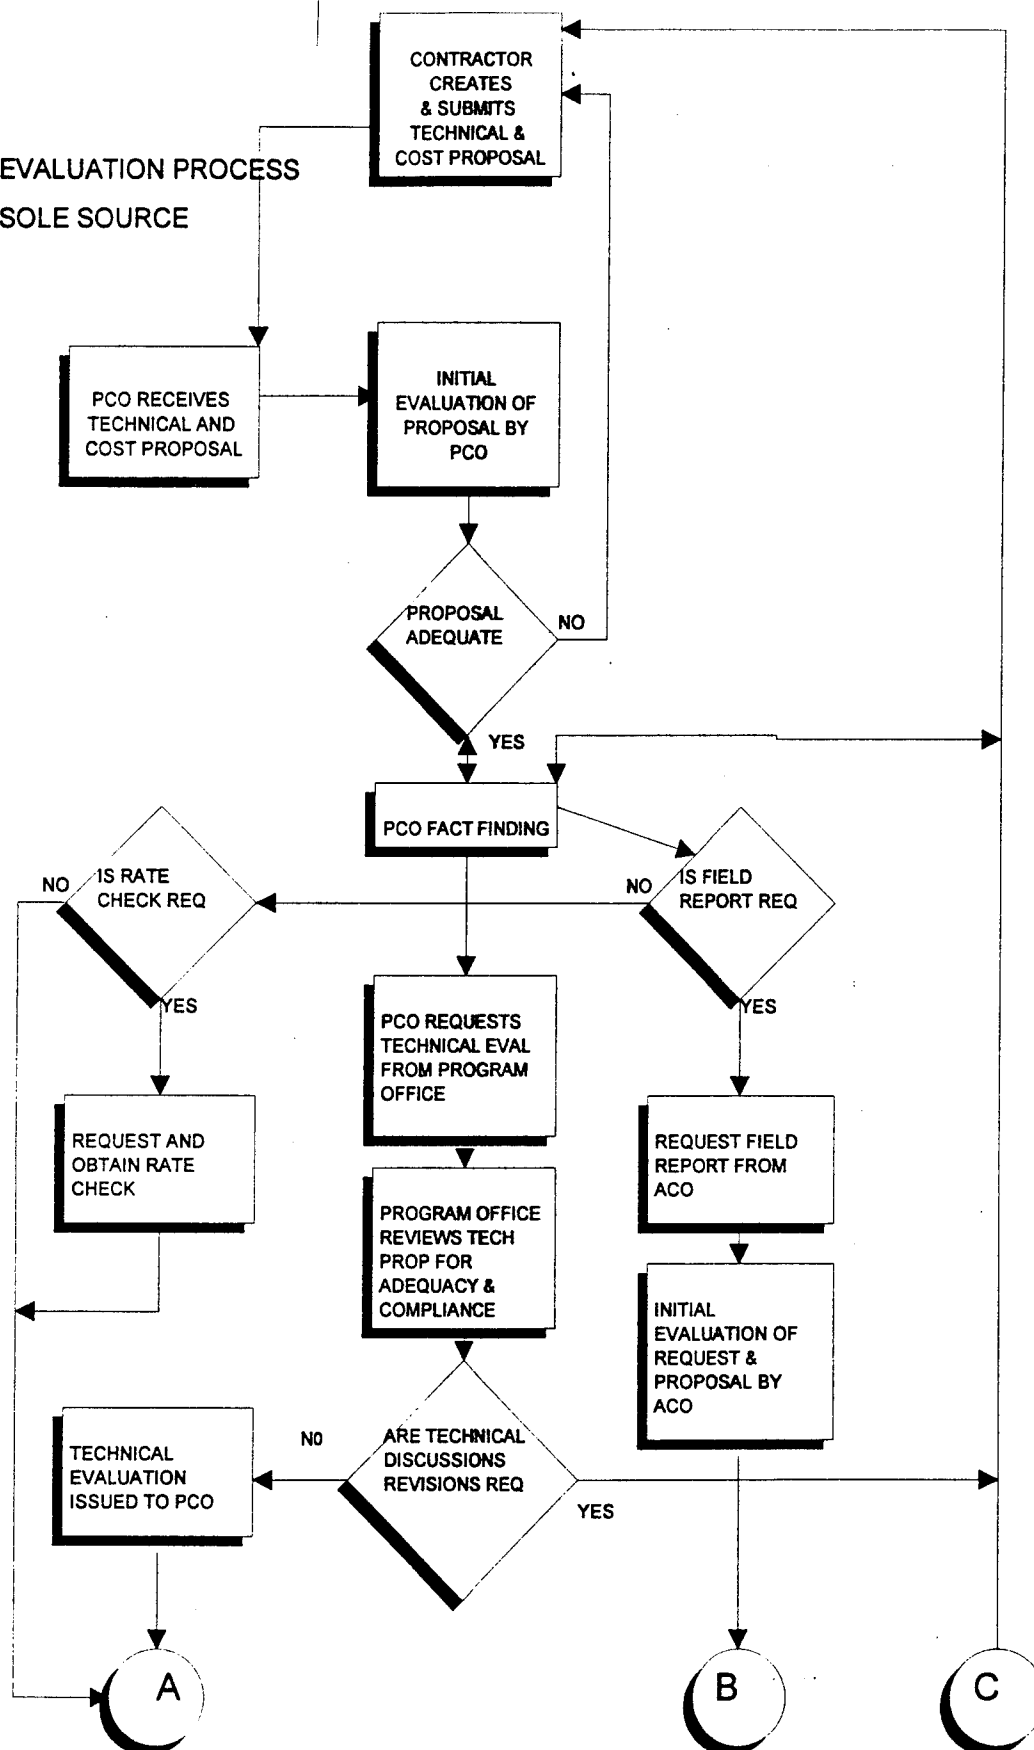 CONTRACTOR
CREATES
& SUBMITS
TECHNICAL &
COST PROPOSAL
EVALUATION PROCESS
SOLE SOURCE
PCO RECEIVES
TECHNICAL AND
COST PROPOSAL
INITIAL
EVALUATION OF
PROPOSAL BY
PCO
PROPOSAL
ADEQUATE
NO
YES
PCO FACT FINDING
IS RATE
CHECK REQ
NO
YES
IS FIELD
REPORT REQ
NO
YES
PCO REQUESTS
TECHNICAL EVAL
FROM PROGRAM
OFFICE
REQUEST AND
OBTAIN RATE
CHECK
REQUEST FIELD
REPORT FROM
ACO
PROGRAM OFFICE
REVIEWS TECH
PROP FOR
ADEQUACY &
COMPLIANCE
INITIAL
EVALUATION OF
REQUEST &
PROPOSAL BY
ACO
ARE TECHNICAL
DISCUSSIONS
REVISIONS REQ
N0
YES
TECHNICAL
EVALUATION
ISSUED TO PCO
A
B
C